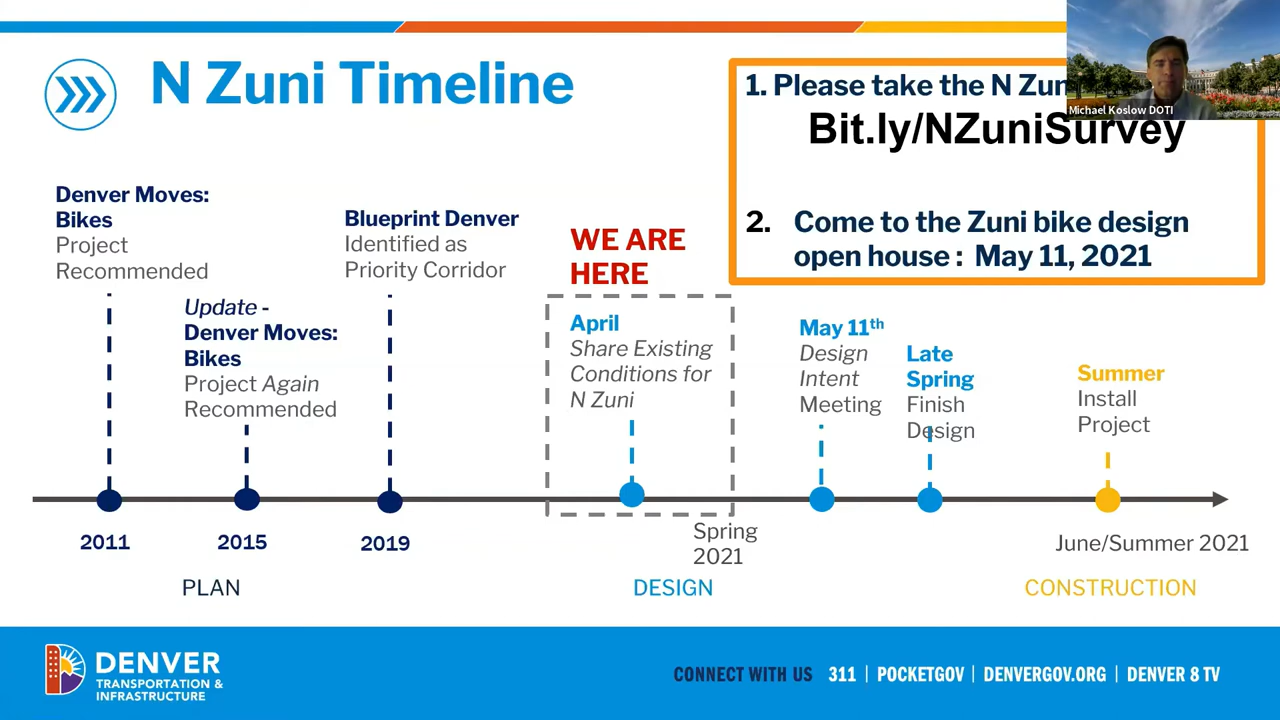 N Zuni Timeline
1. Please take the N
Michael Koslow DOTI
Bit.ly/NZuniSurvey
2. Come to the Zuni bike design
open house : May 11, 2021
Denver Moves:
Bikes
Project
Recommended
Update -
Denver Moves:
Bikes
Project Again
Recommended
Blueprint Denver
Identified as
Priority Corridor
WE ARE
HERE
April
Share Existing
Conditions for
N Zuni
May 11th
Design
Intent
Meeting
Late
Spring
Finish
Design
Summer
Install
Project
2011
2015
2019
Spring
2021
June/Summer 2021
PLAN
DESIGN
CONSTRUCTION
DENVER
TRANSPORTATION &
INFRASTRUCTURE
CONNECT WITH US 311 | POCKETGOV | DENVERGOV.ORG | DENVER 8 TV